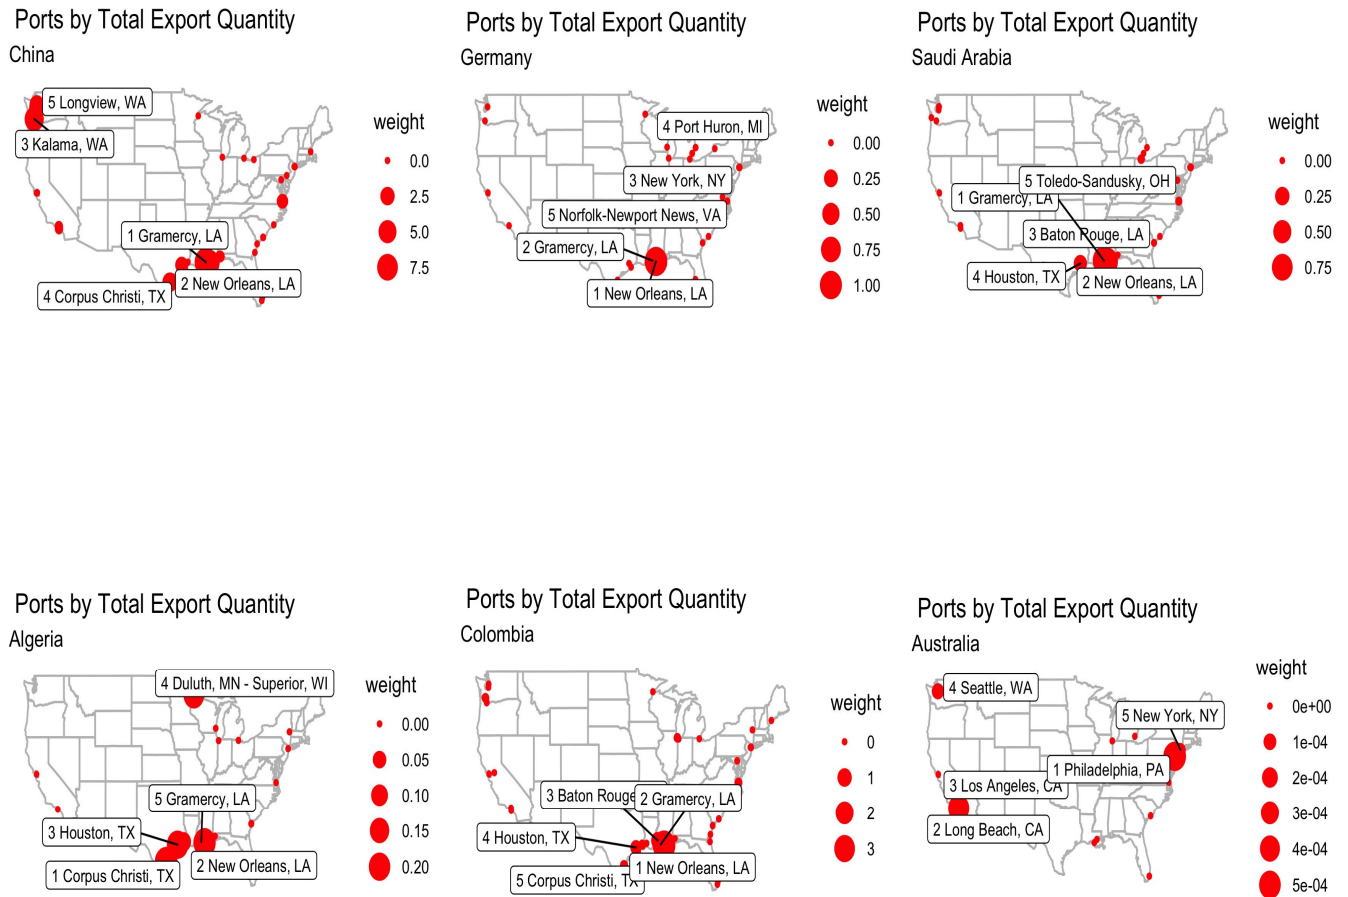 Ports by Total Export Quantity
China
5 Longview, WA
3 Kalama, WA
1 Gramercy, LA
2 New Orleans, LA
4 Corpus Christi, TX
weight
0.0
2.5
5.0
7.5
Ports by Total Export Quantity
Germany
4 Port Huron, MI
3 New York, NY
5 Norfolk-Newport News, VA
2 Gramercy, LA
1 New Orleans, LA
weight
0.00
0.25
0.50
0.75
1.00
Ports by Total Export Quantity
Saudi Arabia
5 Toledo-Sandusky, OH
1 Gramercy, LA
3 Baton Rouge, LA
4 Houston, TX
2 New Orleans, LA
weight
0.00
0.25
0.50
0.75
Ports by Total Export Quantity
Algeria
4 Duluth, MN - Superior, WI
5 Gramercy, LA
3 Houston, TX
1 Corpus Christi, TX
2 New Orleans, LA
weight
0.00
0.05
0.10
0.15
0.20
Ports by Total Export Quantity
Colombia
3 Baton Rouge
2 Gramercy, LA
4 Houston, TX
1 New Orleans, LA
5 Corpus Christi, TX
weight
0
1
2
3
Ports by Total Export Quantity
Australia
4 Seattle, WA
5 New York, NY
1 Philadelphia, PA
3 Los Angeles, CA
2 Long Beach, CA
weight
0e+00
1e-04
2e-04
3e-04
4e-04
5e-04